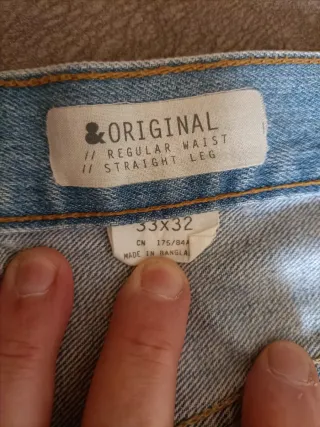 &ORIGINAL
// REGULAR WAIST
// STRAIGHT LEG
33x32
CN 175/84A
MADE IN BANGLA